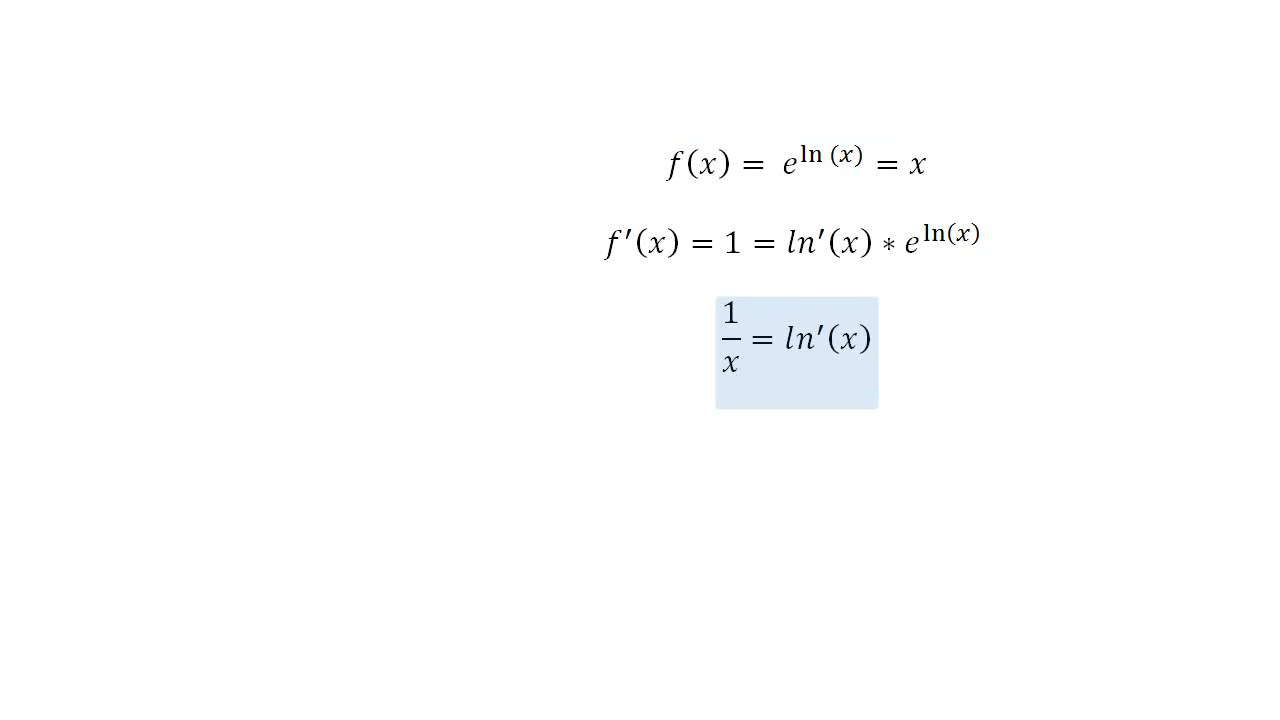 f(x) = e^{ln (x)} = x
f′(x) = 1 = ln′(x) ∗ e^{ln(x)}
1/x = ln′(x)